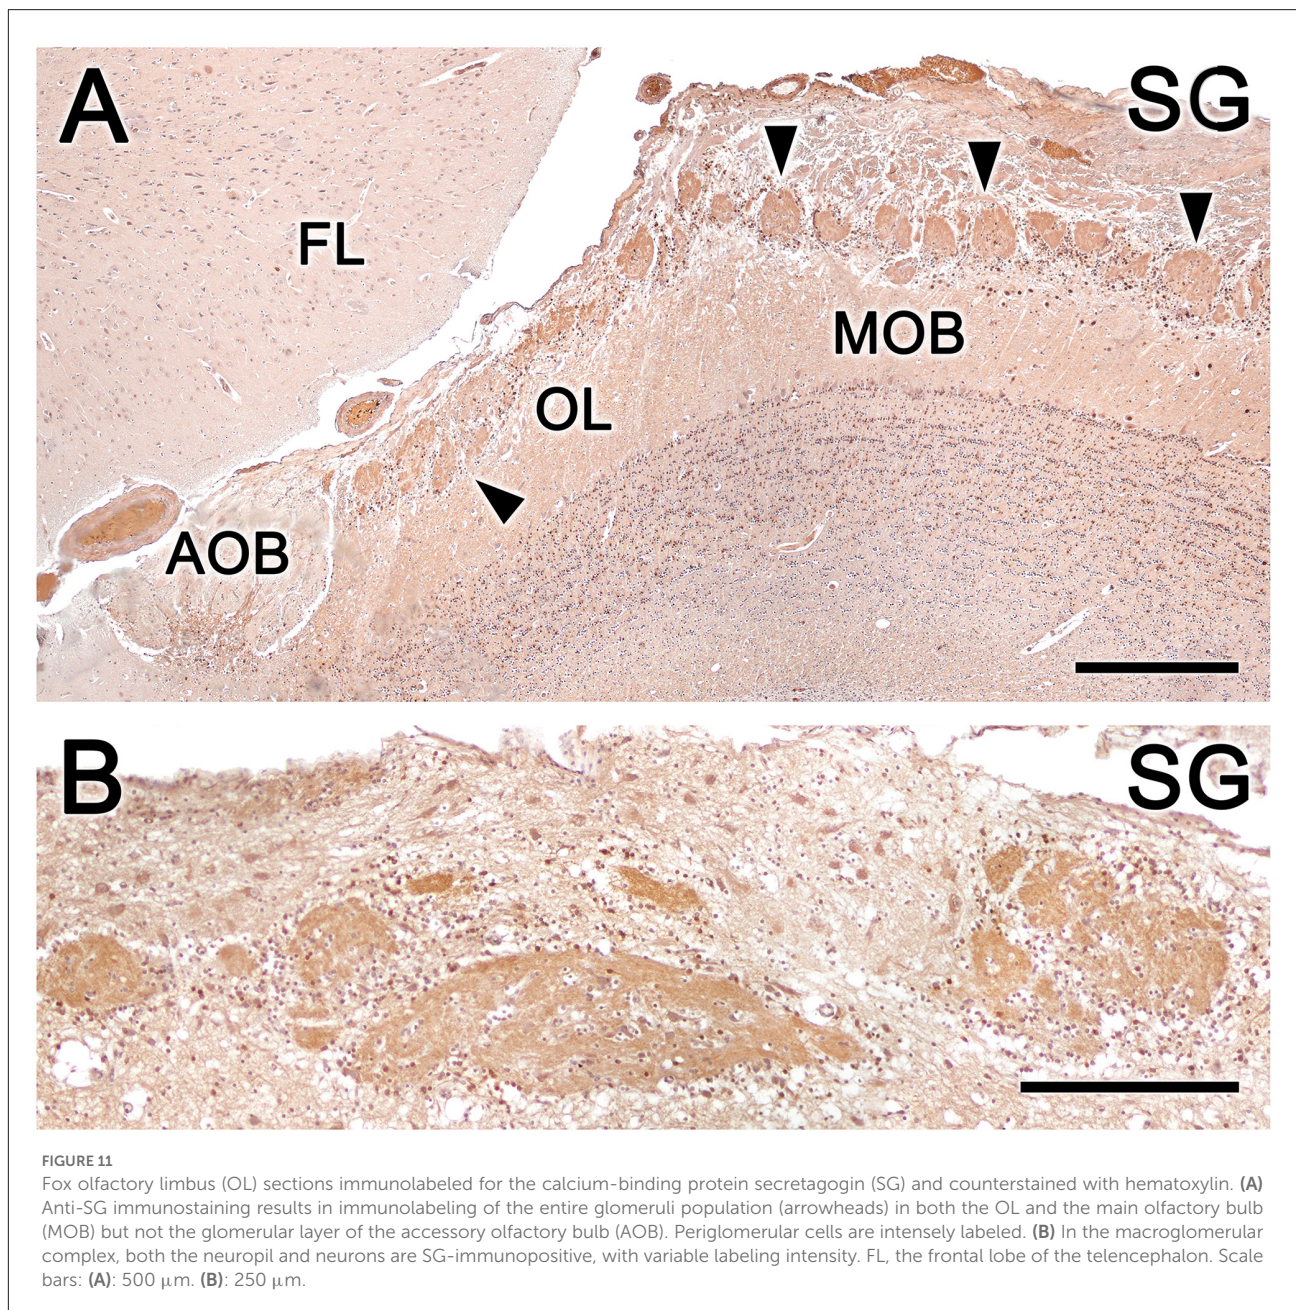 A
SG
FL
MOB
OL
AOB
B
SG
FIGURE 11
Fox olfactory limbus (OL) sections immunolabeled for the calcium-binding protein secretagogin (SG) and counterstained with hematoxylin. (A)
Anti-SG immunostaining results in immunolabeling of the entire glomeruli population (arrowheads) in both the OL and the main olfactory bulb
(MOB) but not the glomerular layer of the accessory olfactory bulb (AOB). Periglomerular cells are intensely labeled. (B) In the macroglomerular
complex, both the neuropil and neurons are SG-immunopositive, with variable labeling intensity. FL, the frontal lobe of the telencephalon. Scale
bars: (A): 500 μm. (B): 250 μm.